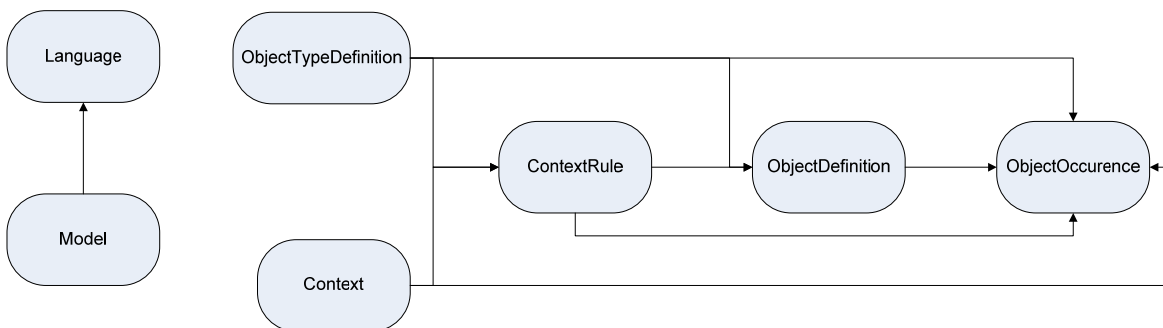 Language
ObjectTypeDefinition
ContextRule
ObjectDefinition
ObjectOccurence
Model
Context